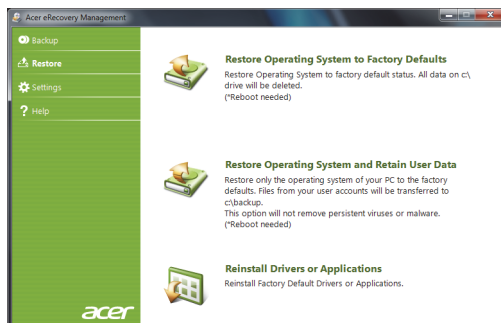 Acer eRecovery Management
Backup
Restore
Settings
? Help
Restore Operating System to Factory Defaults
Restore Operating System to factory default status. All data on c:\
drive will be deleted.
(*Reboot needed)
Restore Operating System and Retain User Data
Restore only the operating system of your PC to the factory
defaults. Files from your user accounts will be transferred to
c:\backup.
This option will not remove persistent viruses or malware.
(*Reboot needed)
Reinstall Drivers or Applications
Reinstall Factory Default Drivers or Applications.
acer